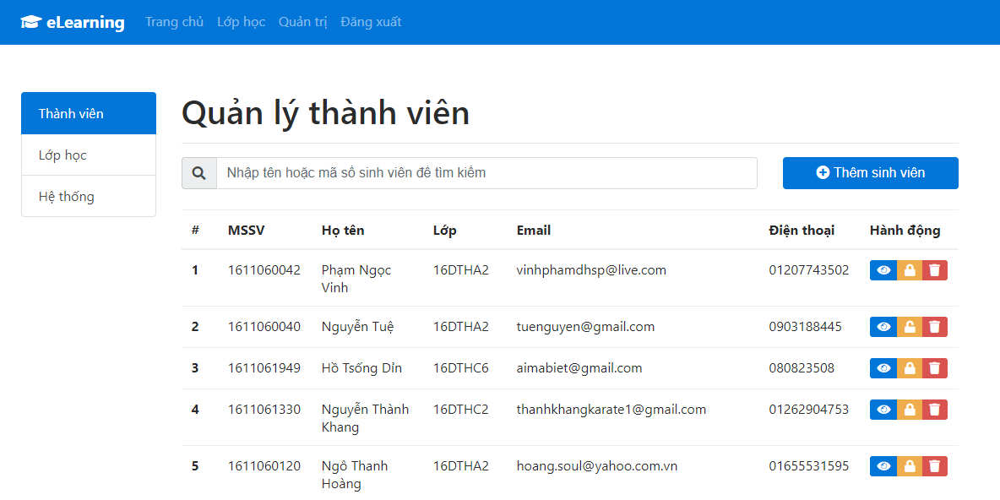 eLearning Trang chủ Lớp học Quản trị Đăng xuất
Thành viên
Lớp học
Hệ thống
Quản lý thành viên
Nhập tên hoặc mã số sinh viên để tìm kiếm
Thêm sinh viên
# MSSV Họ tên Lớp Email Điện thoại Hành động
1 1611060042 Phạm Ngọc 16DTHA2 vinhphamdhsp@live.com 01207743502
Vinh
2 1611060040 Nguyễn Tuệ 16DTHA2 tuenguyen@gmail.com 0903188445
3 1611061949 Hồ Tsống Dỉn 16DTHC6 aimabiet@gmail.com 080823508
4 1611061330 Nguyễn Thành 16DTHC2 thanhkhangkarate1@gmail.com 01262904753
Khang
5 1611060120 Ngô Thanh 16DTHA2 hoang.soul@yahoo.com.vn 01655531595
Hoàng